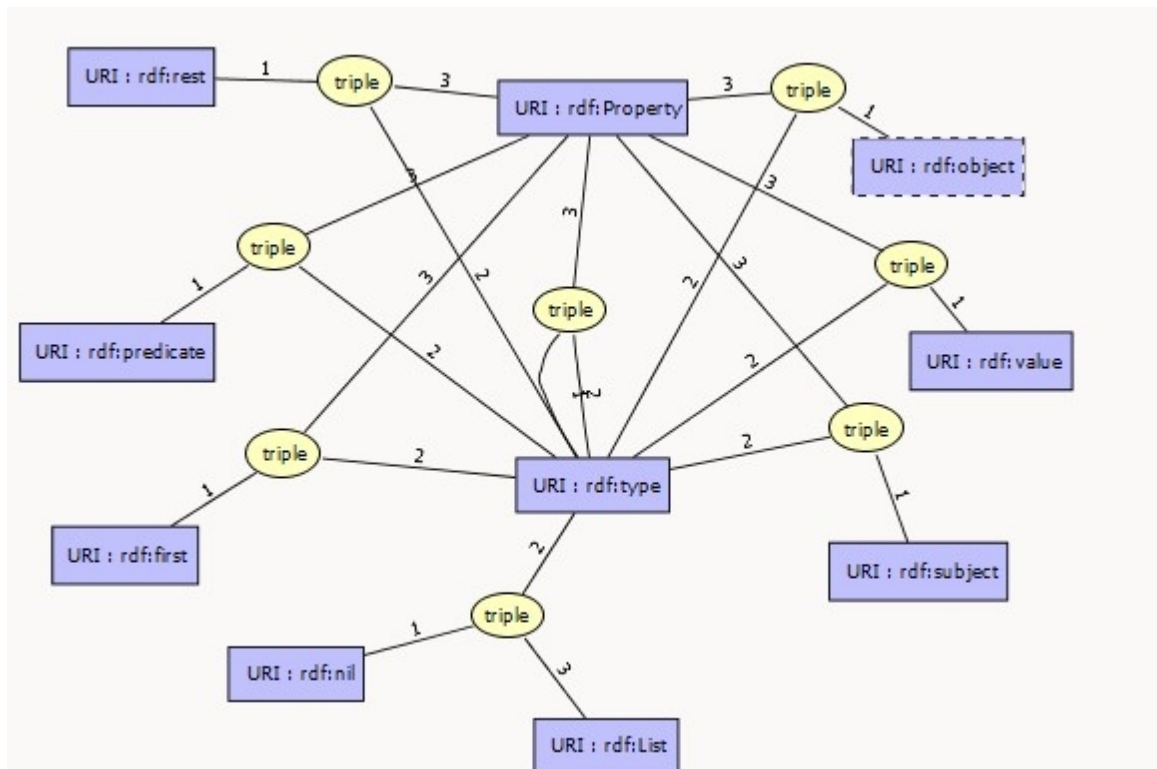 URI : rdf:rest
1
triple
3
URI : rdf:Property
3
triple
1
URI : rdf:object
3
3
3
triple
triple
1
3
2
2
3
1
triple
URI : rdf:predicate
2
1
2
2
URI : rdf:value
triple
2
2
triple
1
URI : rdf:type
1
URI : rdf:first
2
URI : rdf:subject
triple
1
3
URI : rdf:nil
URI : rdf:List